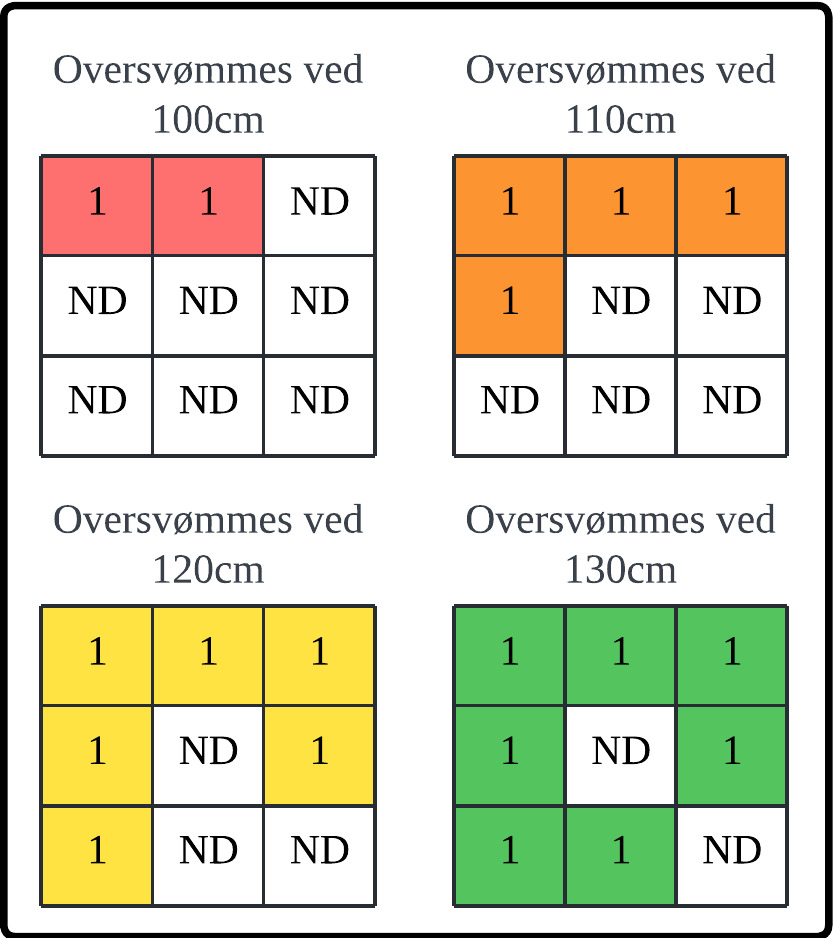 Oversvømmes ved
100cm
1 1 ND
ND ND ND
ND ND ND
Oversvømmes ved
110cm
1 1 1
1 ND ND
ND ND ND
Oversvømmes ved
120cm
1 1 1
1 ND 1
1 ND ND
Oversvømmes ved
130cm
1 1 1
1 ND 1
1 1 ND